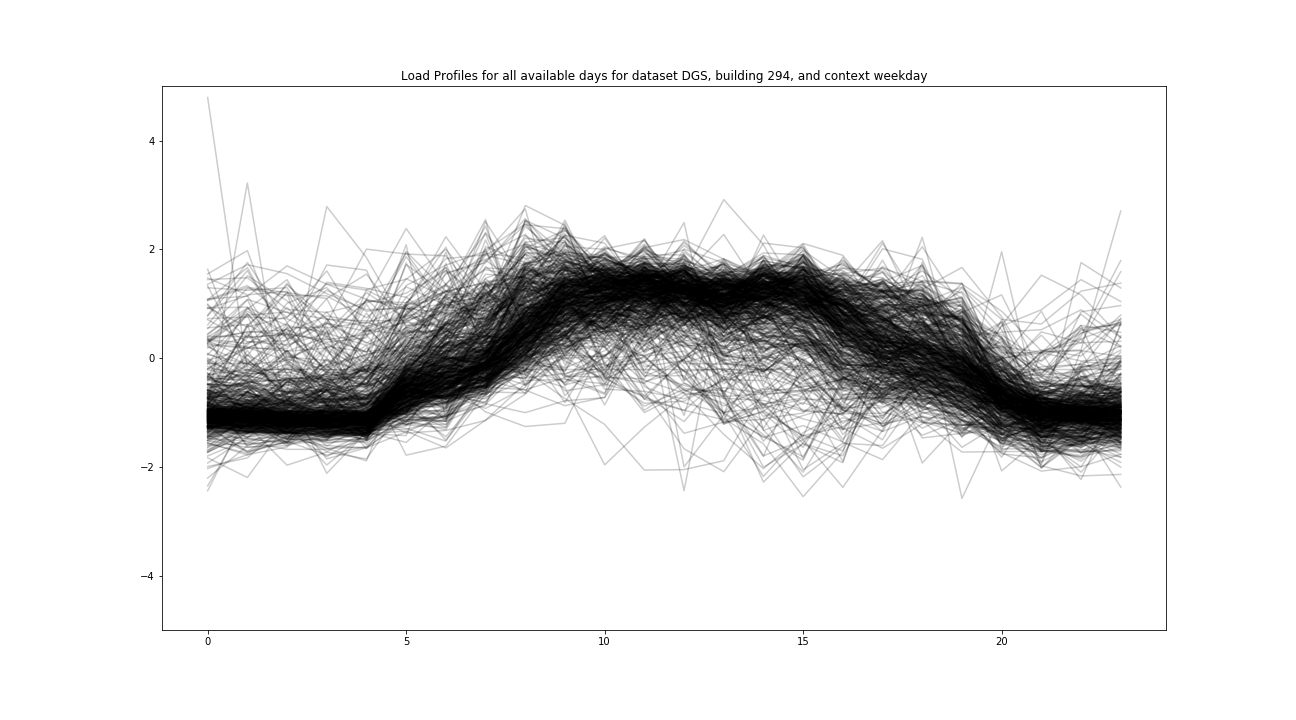 Load Profiles for all available days for dataset DGS, building 294, and context weekday
4
2
0
−2
−4
0 5 10 15 20